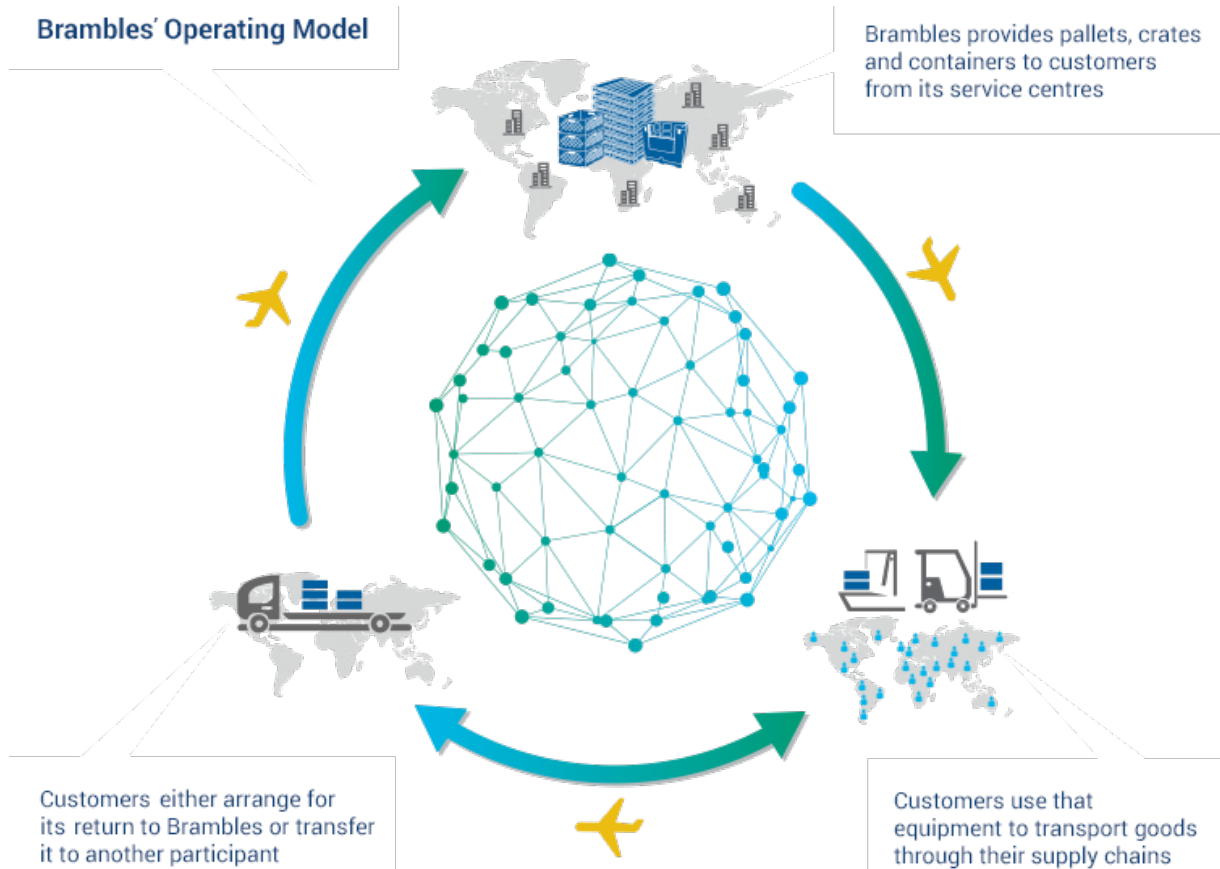 Brambles' Operating Model
Brambles provides pallets, crates
and containers to customers
from its service centres
Customers either arrange for
its return to Brambles or transfer
it to another participant
Customers use that
equipment to transport goods
through their supply chains